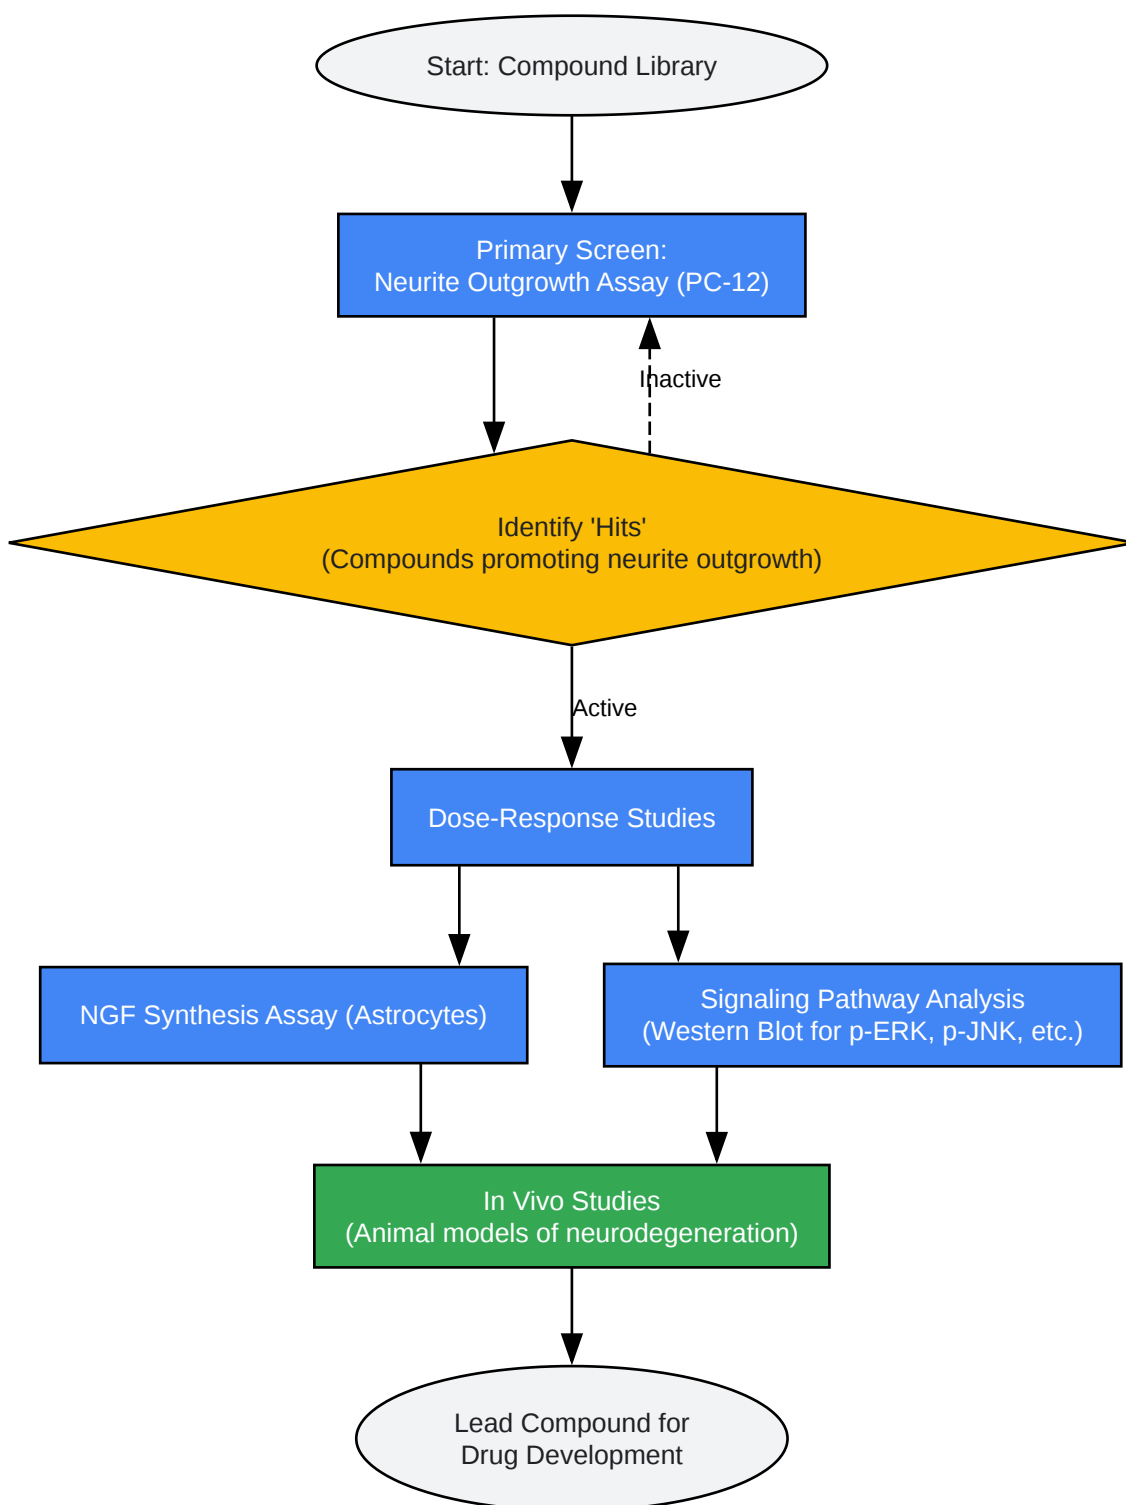 Start: Compound Library
Primary Screen:
Neurite Outgrowth Assay (PC-12)
Inactive
Identify 'Hits'
(Compounds promoting neurite outgrowth)
Active
Dose-Response Studies
NGF Synthesis Assay (Astrocytes)
Signaling Pathway Analysis
(Western Blot for p-ERK, p-JNK, etc.)
In Vivo Studies
(Animal models of neurodegeneration)
Lead Compound for
Drug Development